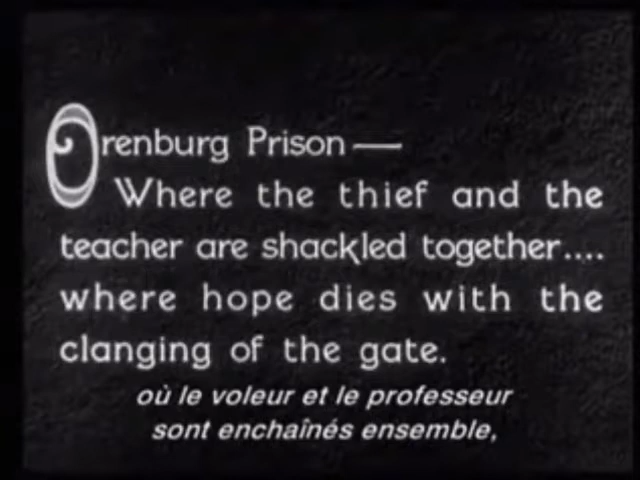 Orenburg Prison —
Where the thief and the
teacher are shackled together....
where hope dies with the
clanging of the gate.
où le voleur et le professeur
sont enchaînés ensemble,